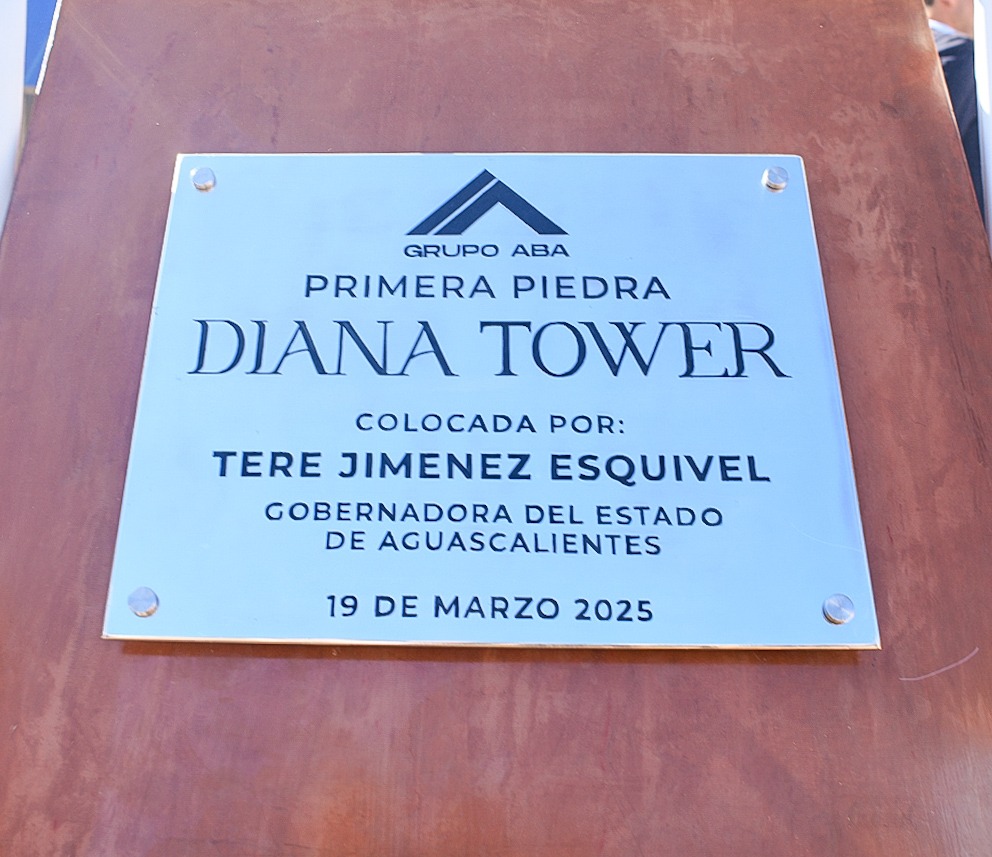 GRUPO ABA
PRIMERA PIEDRA
DIANA TOWER
COLOCADA POR:
TERE JIMENEZ ESQUIVEL
GOBERNADORA DEL ESTADO
DE AGUASCALIENTES
19 DE MARZO 2025